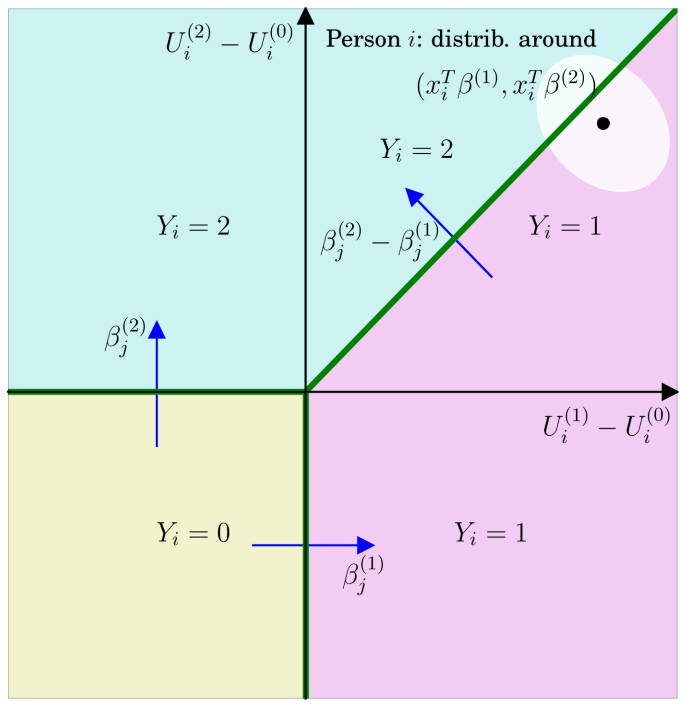 U_i^{(2)} − U_i^{(0)}
Person i: distrib. around
(x_i^T β^{(1)}, x_i^T β^{(2)})
Y_i = 2
Y_i = 2
Y_i = 1
β_j^{(2)} − β_j^{(1)}
β_j^{(2)}
U_i^{(1)} − U_i^{(0)}
Y_i = 0
Y_i = 1
β_j^{(1)}